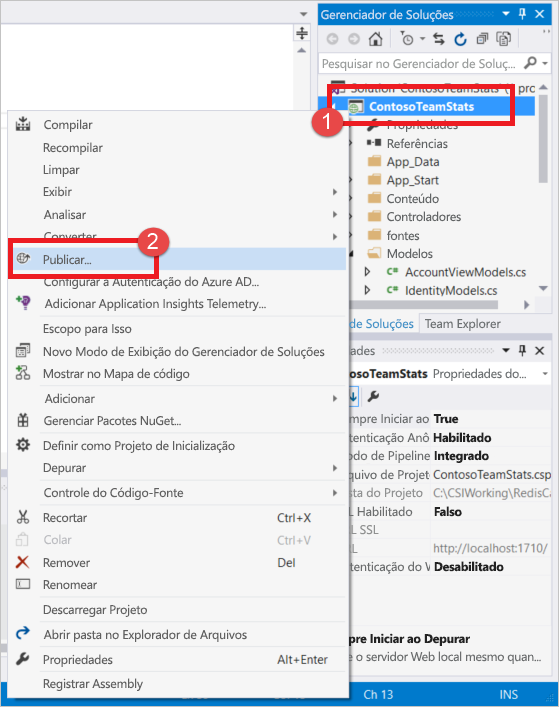 Gerenciador de Soluções
Pesquisar no Gerenciador de Soluç...
Solution 'ContosoTeamStats' (1 pro
ContosoTeamStats
1
Propriedades
Referências
App_Data
App_Start
Conteúdo
Controladores
fontes
Modelos
C# AccountViewModels.cs
C# IdentityModels.cs
de Soluções
Team Explorer
Compilar
Recompilar
Limpar
Exibir
Analisar
Converter
2
Publicar...
Configurar a Autenticação do Azure AD...
Adicionar Application Insights Telemetry...
Escopo para Isso
Novo Modo de Exibição do Gerenciador de Soluções
Mostrar no Mapa de código
Adicionar
Gerenciar Pacotes NuGet...
Definir como Projeto de Inicialização
Depurar
Controle do Código-Fonte
Recortar Ctrl+X
Colar Ctrl+V
Remover Del
Renomear
Descarregar Projeto
Abrir pasta no Explorador de Arquivos
Propriedades Alt+Enter
Registrar Assembly
ades
osoTeamStats Propriedades do...
mpre Iniciar ao True
tenticação Anô Habilitado
odo de Pipeline Integrado
quivo de Projet ContosoTeamStats.csp
sta do Projeto C:\CSIWorking\RedisCa
L Habilitado Falso
L SSL
L http://localhost:1710/
tenticação do W Desabilitado
pre Iniciar ao Depurar
e o servidor Web local mesmo quan...
Ch 13
INS